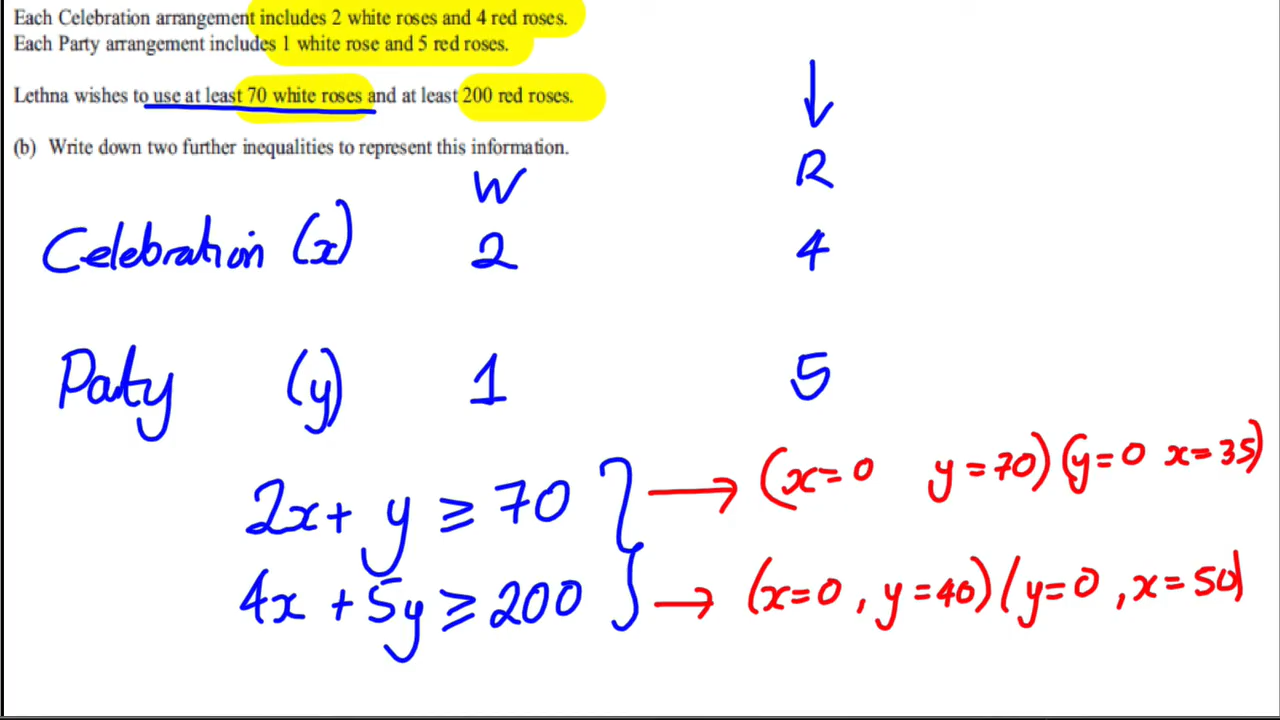 Each Celebration arrangement includes 2 white roses and 4 red roses.
Each Party arrangement includes 1 white rose and 5 red roses.
Lethna wishes to use at least 70 white roses and at least 200 red roses.
(b) Write down two further inequalities to represent this information.
W R
Celebration (x) 2 4
Party (y) 1 5
2x + y ≥ 70 → (x = 0 y = 70) (y = 0 x = 35)
4x + 5y ≥ 200 → (x = 0 , y = 40) (y = 0 , x = 50)